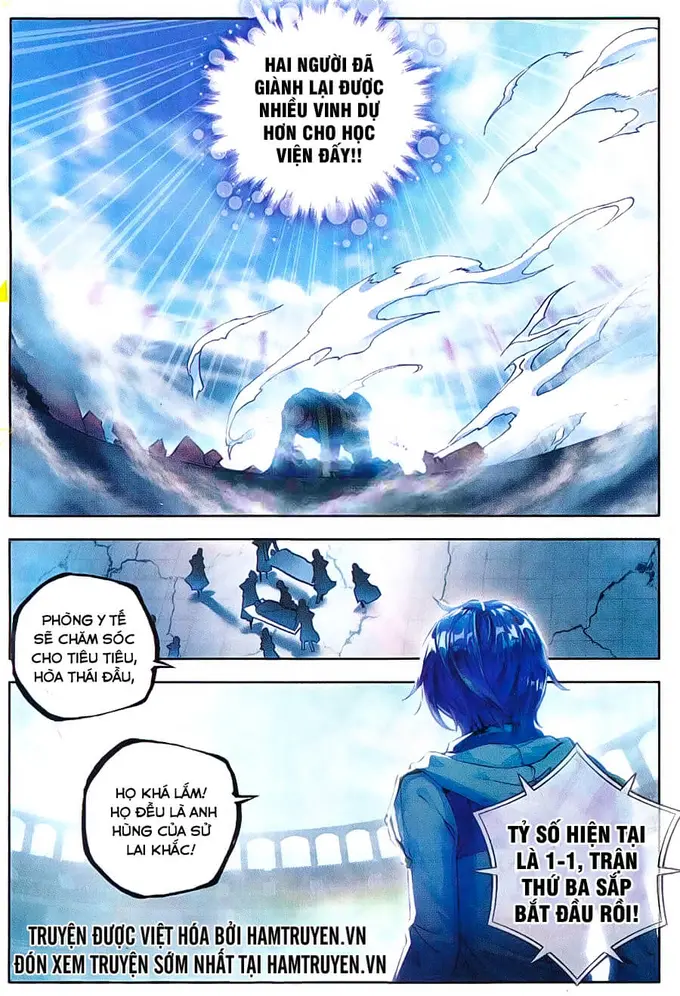 HAI NGƯỜI ĐÃ
GIÀNH LẠI ĐƯỢC
NHIỀU VINH DỰ
HƠN CHO HỌC
VIỆN ĐẤY!!
PHÒNG Y TẾ
SẼ CHĂM SÓC
CHO TIÊU TIÊU,
HÒA THÁI ĐẦU,
HỌ KHÁ LẮM!
HỌ ĐỀU LÀ ANH
HÙNG CỦA SỬ
LAI KHẮC!
TỶ SỐ HIỆN TẠI
LÀ 1-1, TRẬN
THỨ BA SẮP
BẮT ĐẦU RỒI!
TRUYỆN ĐƯỢC VIỆT HÓA BỞI HAMTRUYEN.VN
ĐÓN XEM TRUYỆN SỚM NHẤT TẠI HAMTRUYEN.VN